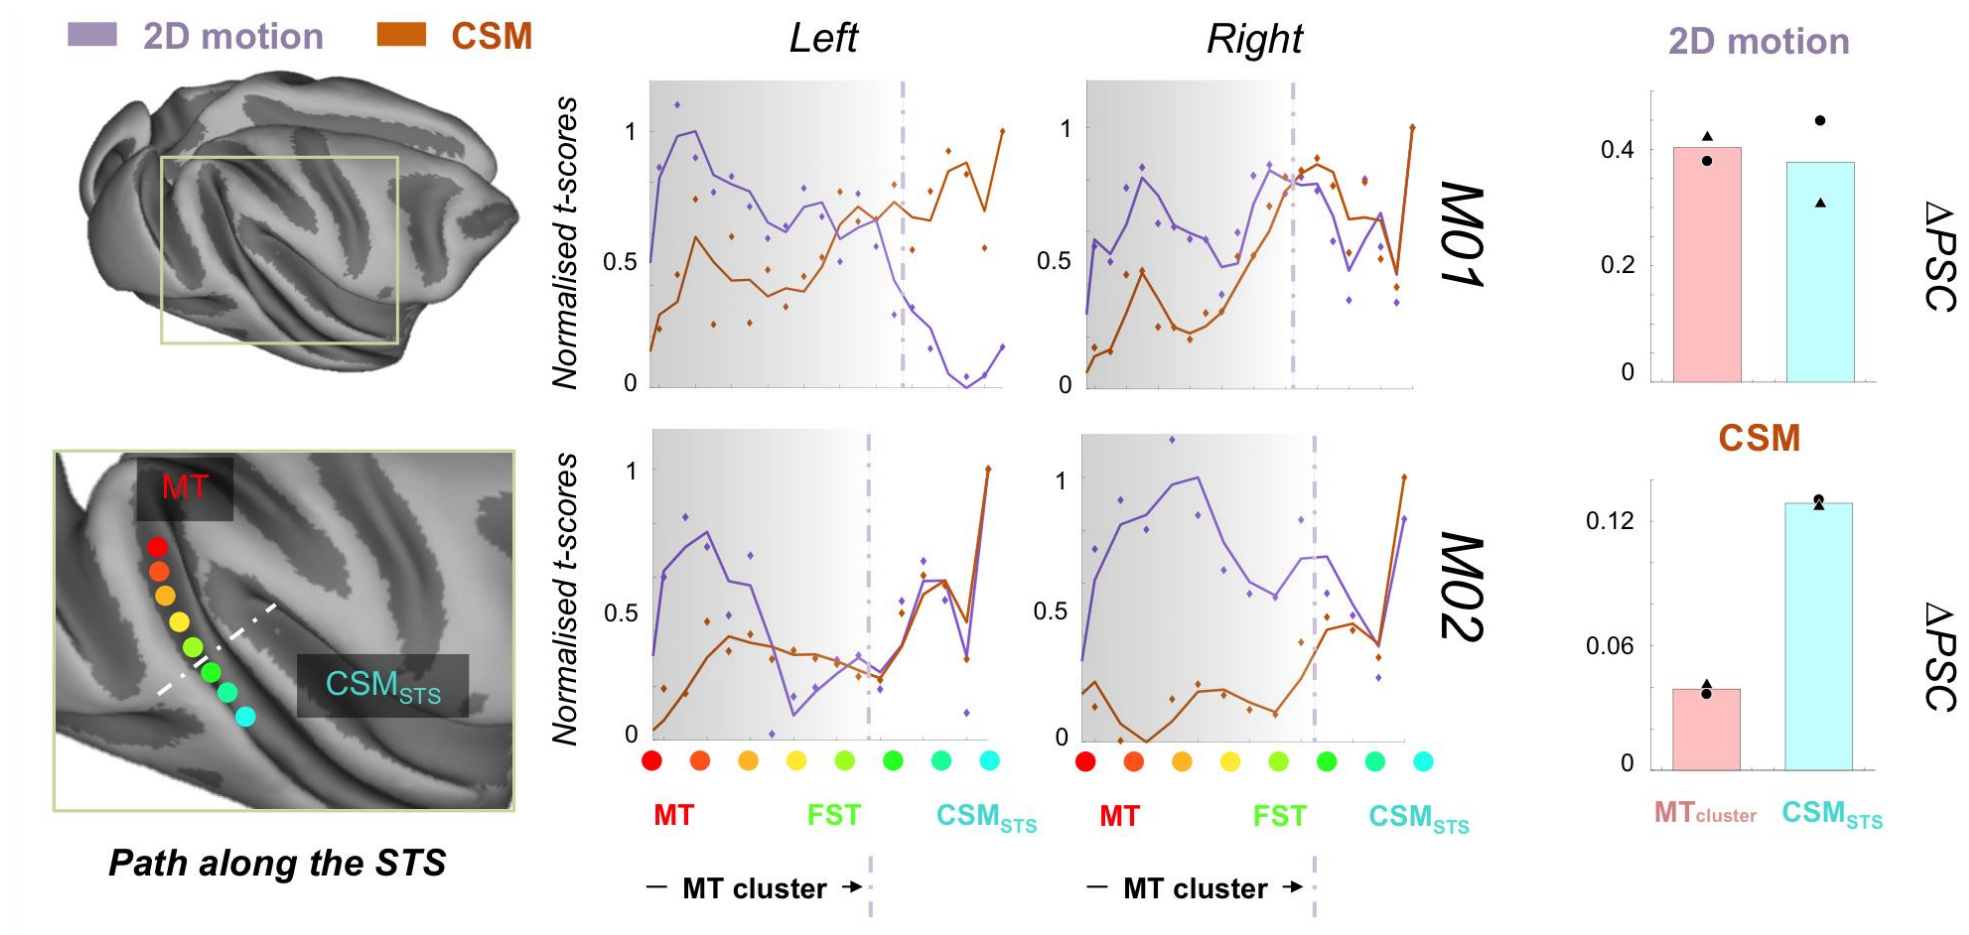 2D motion
CSM
Left
Right
2D motion
Normalised t-scores
1
0.5
0
1
0.5
0
M01
0.4
0.2
0
ΔPSC
CSM
MT
CSMSTS
Path along the STS
Normalised t-scores
1
0.5
0
1
0.5
0
M02
0.12
0.06
0
ΔPSC
MT
FST
CSMSTS
MT
FST
CSMSTS
MTcluster
CSMSTS
MT cluster
MT cluster